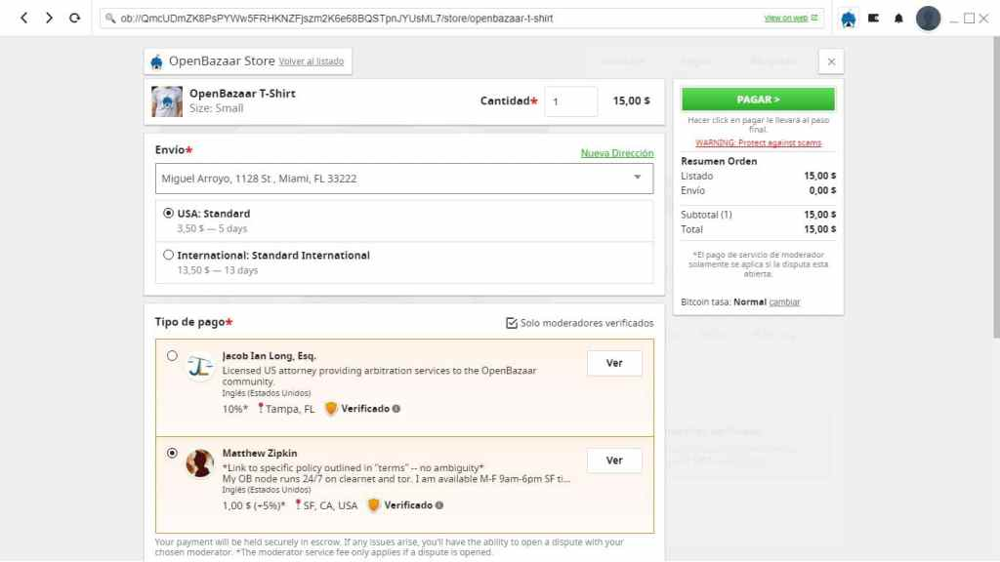 ob://QmcUDmZK8PsPYWw5FRHKNZFjszm2K6e68BQSTpnJYUsML7/store/openbazaar-t-shirt
View on web
OpenBazaar Store Volver al listado
OpenBazaar T-Shirt
Size: Small
Cantidad* 1 15,00 $
Envío*
Nueva Dirección
Miguel Arroyo, 1128 St , Miami, FL 33222
USA: Standard
3,50 $ — 5 days
International: Standard International
13,50 $ — 13 days
Tipo de pago*
Solo moderadores verificados
Jacob Ian Long, Esq.
Licensed US attorney providing arbitration services to the OpenBazaar
community.
Inglés (Estados Unidos)
10%* Tampa, FL Verificado
Ver
Matthew Zipkin
*Link to specific policy outlined in "terms" -- no ambiguity*
My OB node runs 24/7 on clearnet and tor. I am available M-F 9am-6pm SF ti...
Inglés (Estados Unidos)
1,00 $ (+5%)* SF, CA, USA Verificado
Ver
Your payment will be held securely in escrow. If any issues arise, you'll have the ability to open a dispute with your
chosen moderator. *The moderator service fee only applies if a dispute is opened.
PAGAR >
Hacer click en pagar le llevará al paso
final.
WARNING: Protect against scams
Resumen Orden
Listado 15,00 $
Envío 0,00 $
Subtotal (1) 15,00 $
Total 15,00 $
*El pago de servicio de moderador
solamente se aplica si la disputa esta
abierta.
Bitcoin tasa: Normal cambiar